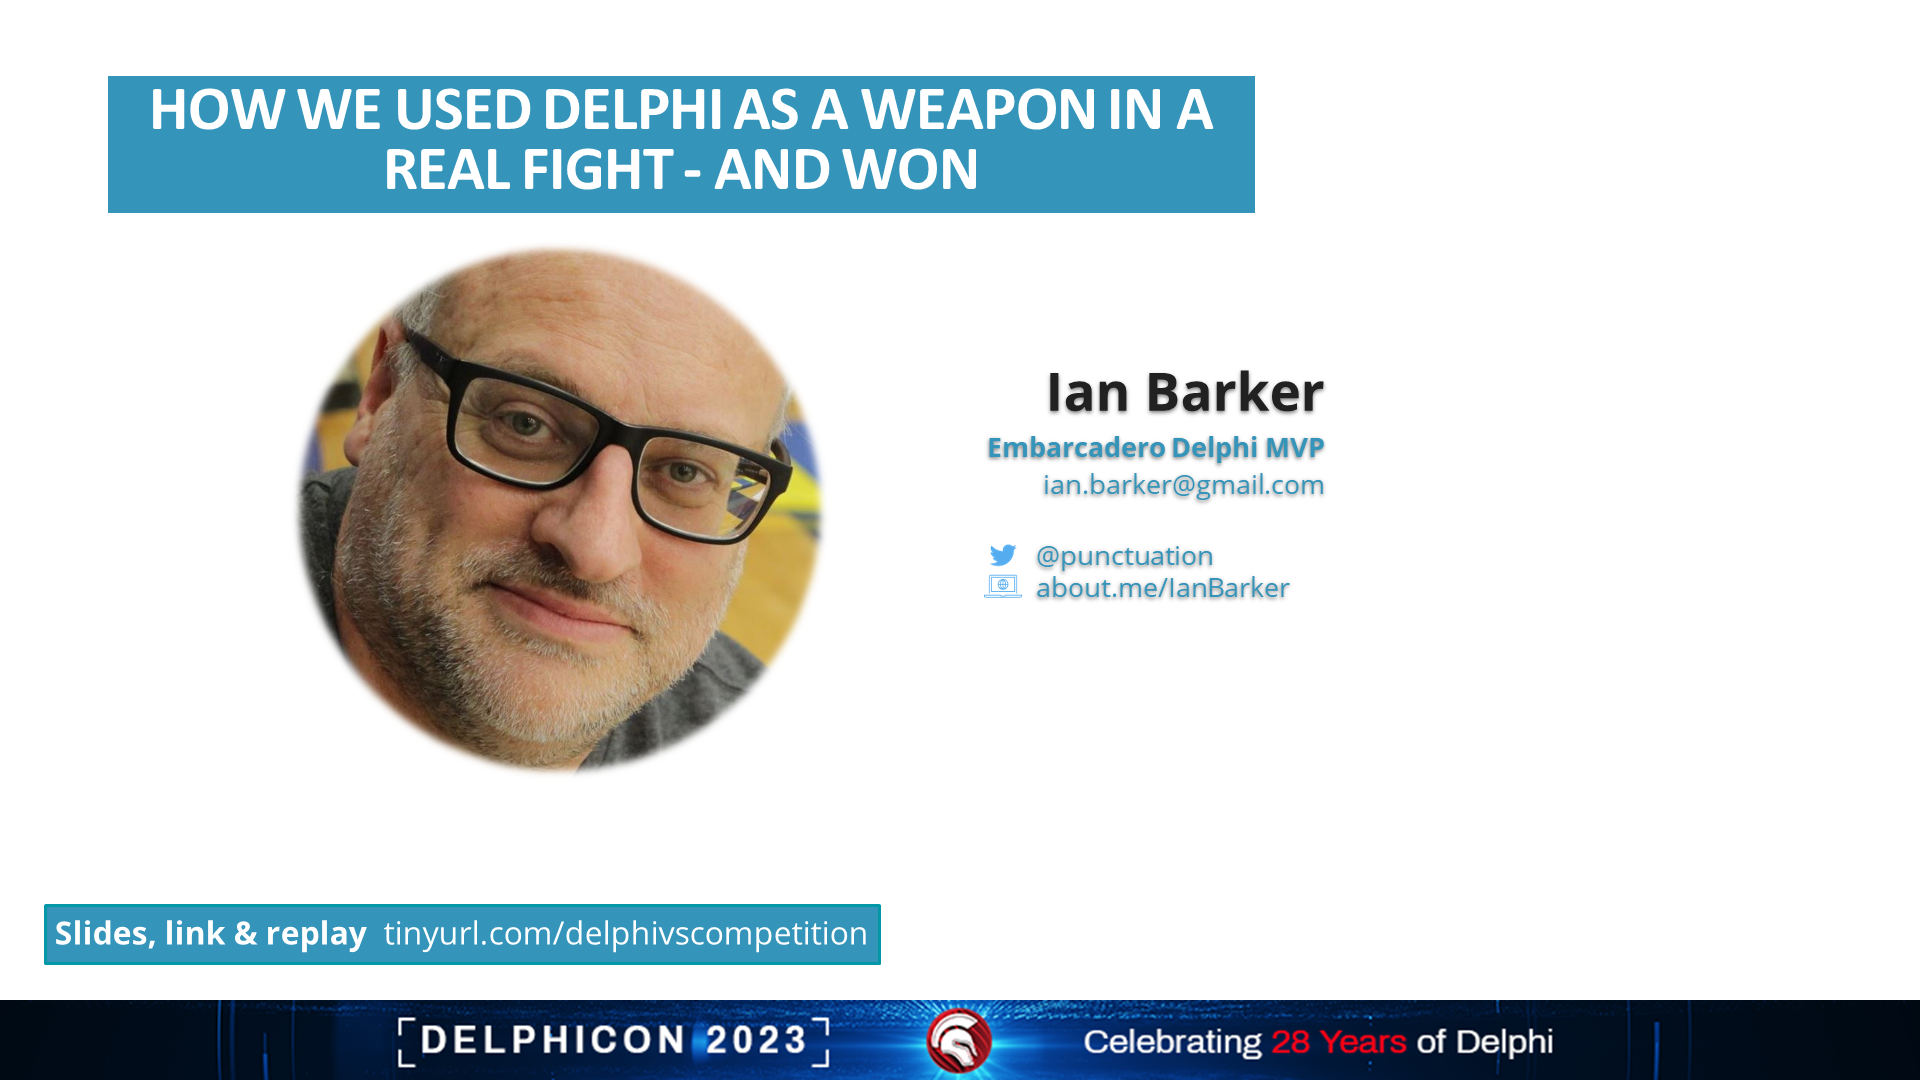 HOW WE USED DELPHI AS A WEAPON IN A
REAL FIGHT - AND WON
Ian Barker
Embarcadero Delphi MVP
ian.barker@gmail.com
@punctuation
about.me/IanBarker
Slides, link & replay tinyurl.com/delphivscompetition
DELPHICON 2023
Celebrating 28 Years of Delphi